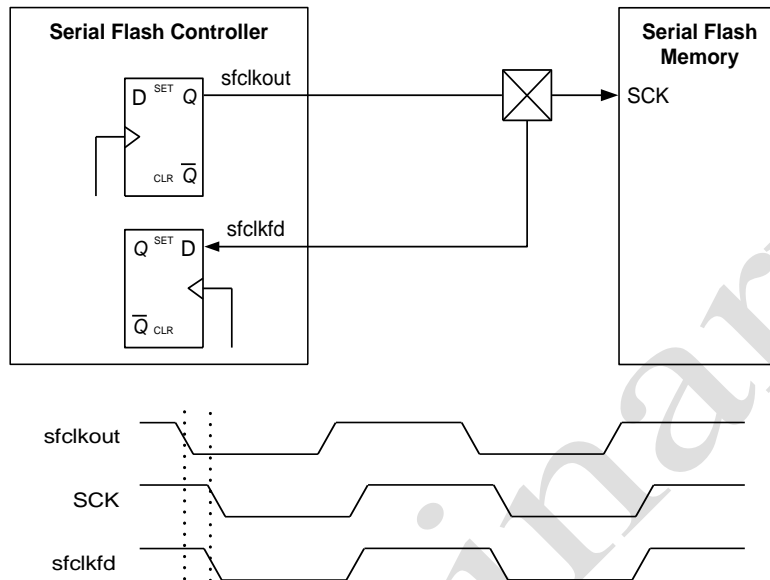 Serial Flash Controller
Serial Flash
Memory
D SET Q
sfclkout
SCK
CLR Q
sfclkfd
Q SET D
Q CLR
sfclkout
SCK
sfclkfd